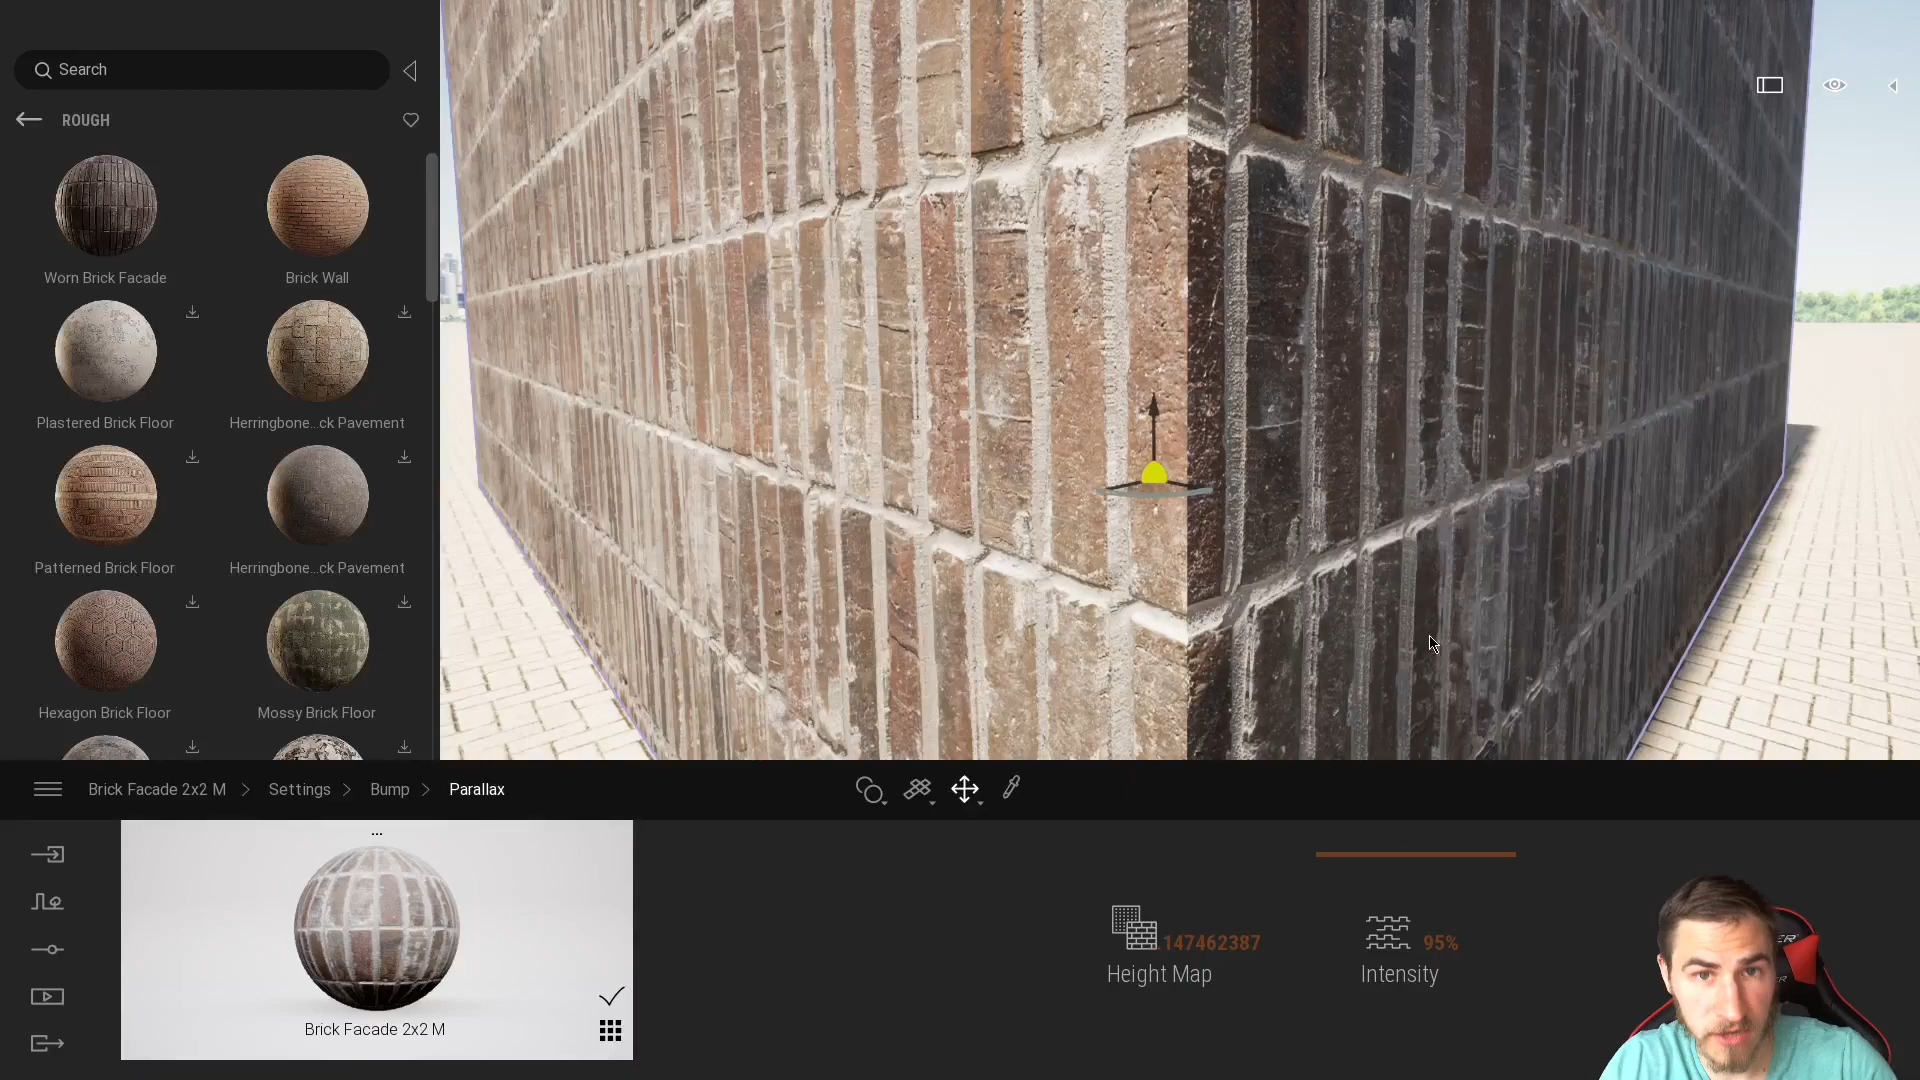 Search
ROUGH
Worn Brick Facade
Brick Wall
Plastered Brick Floor
Herringbone...ck Pavement
Patterned Brick Floor
Herringbone...ck Pavement
Hexagon Brick Floor
Mossy Brick Floor
Brick Facade 2x2 M
Settings
Bump
Parallax
...
Brick Facade 2x2 M
147462387
Height Map
95%
Intensity